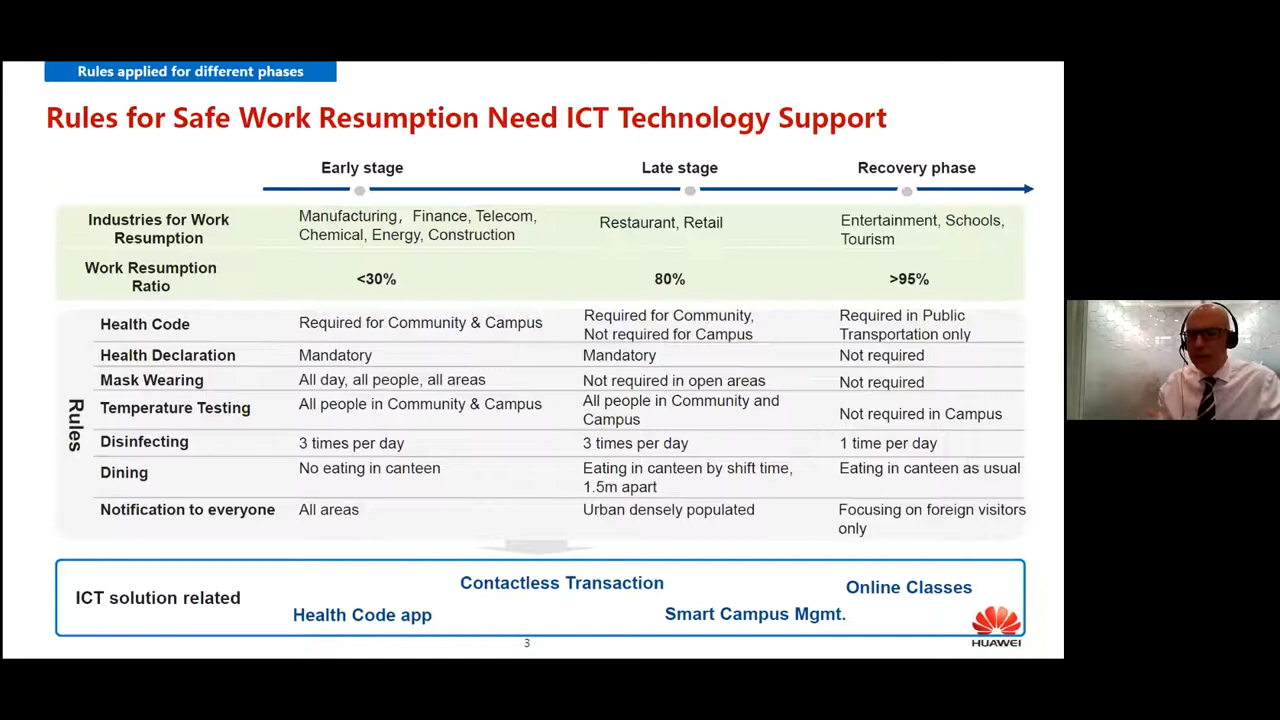 Rules applied for different phases
Rules for Safe Work Resumption Need ICT Technology Support
Early stage
Late stage
Recovery phase
Industries for Work
Resumption
Manufacturing，Finance, Telecom,
Chemical, Energy, Construction
Restaurant, Retail
Entertainment, Schools,
Tourism
Work Resumption
Ratio
<30%
80%
>95%
Rules
Health Code
Required for Community & Campus
Required for Community,
Not required for Campus
Required in Public
Transportation only
Health Declaration
Mandatory
Mandatory
Not required
Mask Wearing
All day, all people, all areas
Not required in open areas
Not required
Temperature Testing
All people in Community & Campus
All people in Community and
Campus
Not required in Campus
Disinfecting
3 times per day
3 times per day
1 time per day
Dining
No eating in canteen
Eating in canteen by shift time,
1.5m apart
Eating in canteen as usual
Notification to everyone
All areas
Urban densely populated
Focusing on foreign visitors
only
ICT solution related
Contactless Transaction
Online Classes
Health Code app
Smart Campus Mgmt.
HUAWEI
3